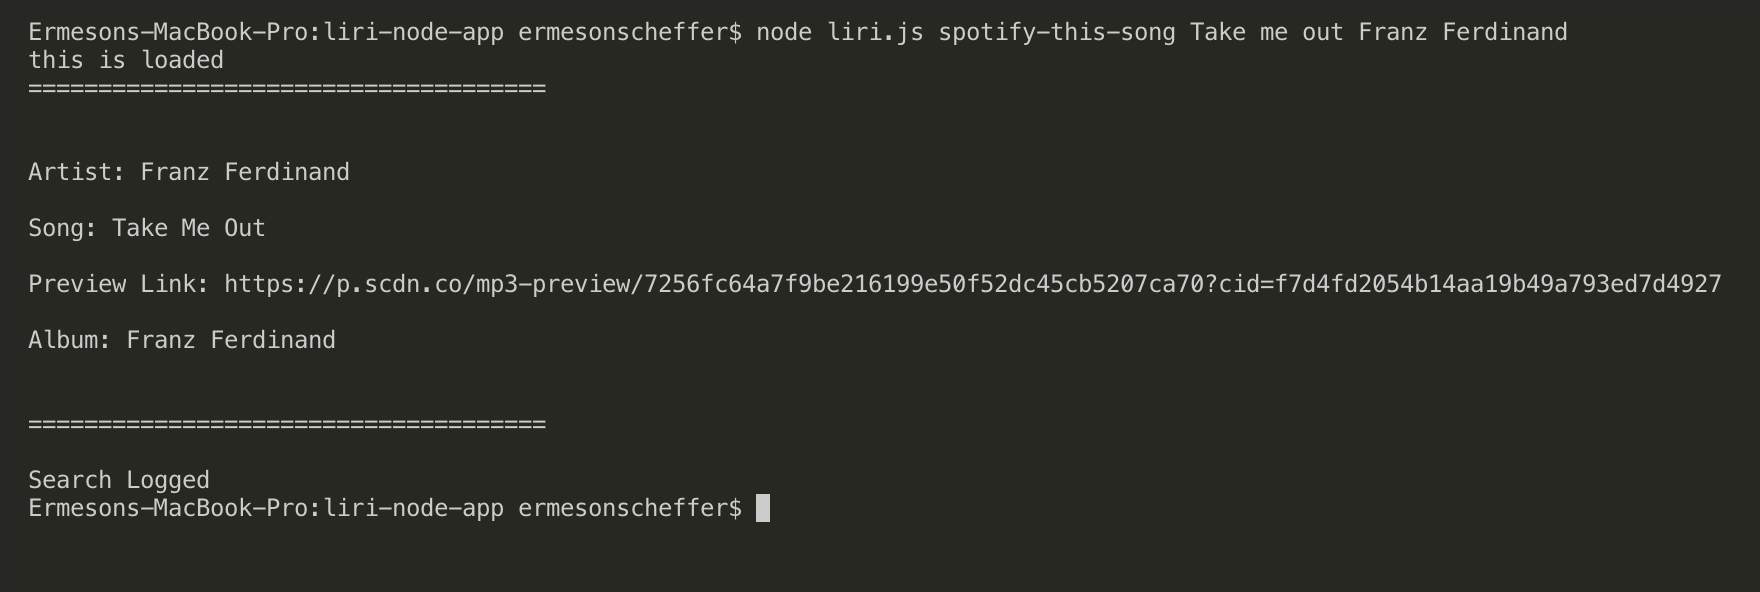 Ermesons-MacBook-Pro:liri-node-app ermesonscheffer$ node liri.js spotify-this-song Take me out Franz Ferdinand
this is loaded
=====================================
Artist: Franz Ferdinand
Song: Take Me Out
Preview Link: https://p.scdn.co/mp3-preview/7256fc64a7f9be216199e50f52dc45cb5207ca70?cid=f7d4fd2054b14aa19b49a793ed7d4927
Album: Franz Ferdinand
=====================================
Search Logged
Ermesons-MacBook-Pro:liri-node-app ermesonscheffer$